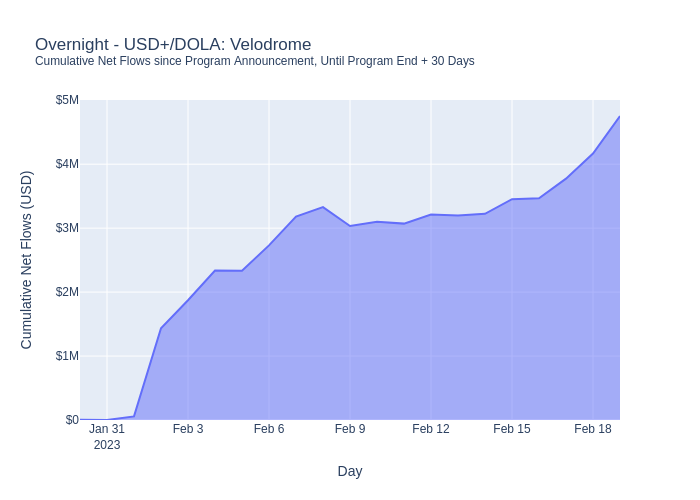 Overnight - USD+/DOLA: Velodrome
Cumulative Net Flows since Program Announcement, Until Program End + 30 Days
Cumulative Net Flows (USD)
$5M
$4M
$3M
$2M
$1M
$0
Jan 31
2023
Feb 3
Feb 6
Feb 9
Feb 12
Feb 15
Feb 18
Day